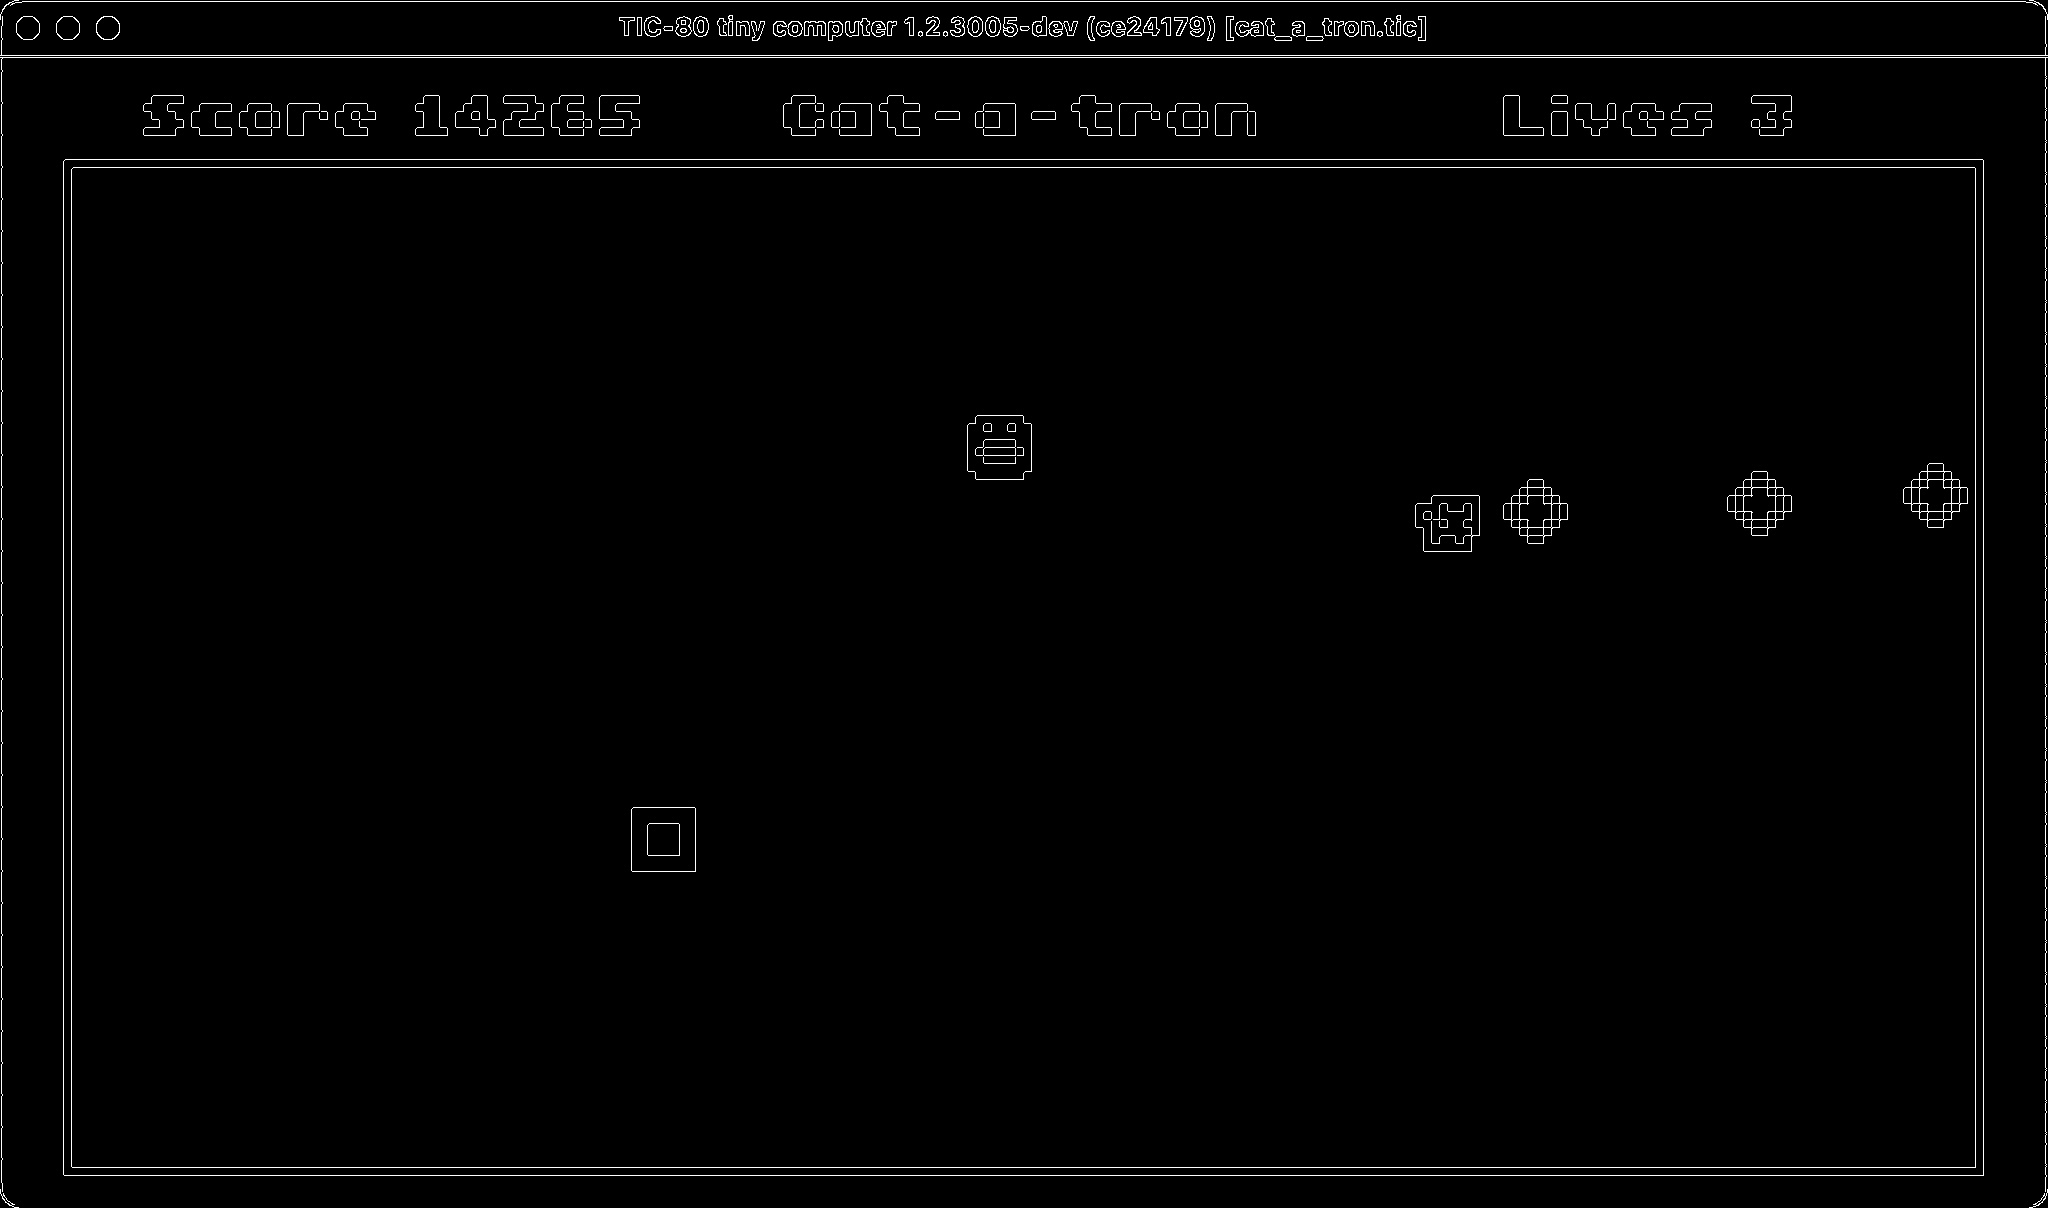 TIC-80 tiny computer 1.2.3005-dev (ce24179) [cat_a_tron.tic]
Score 14265 Cat-a-tron Lives 3